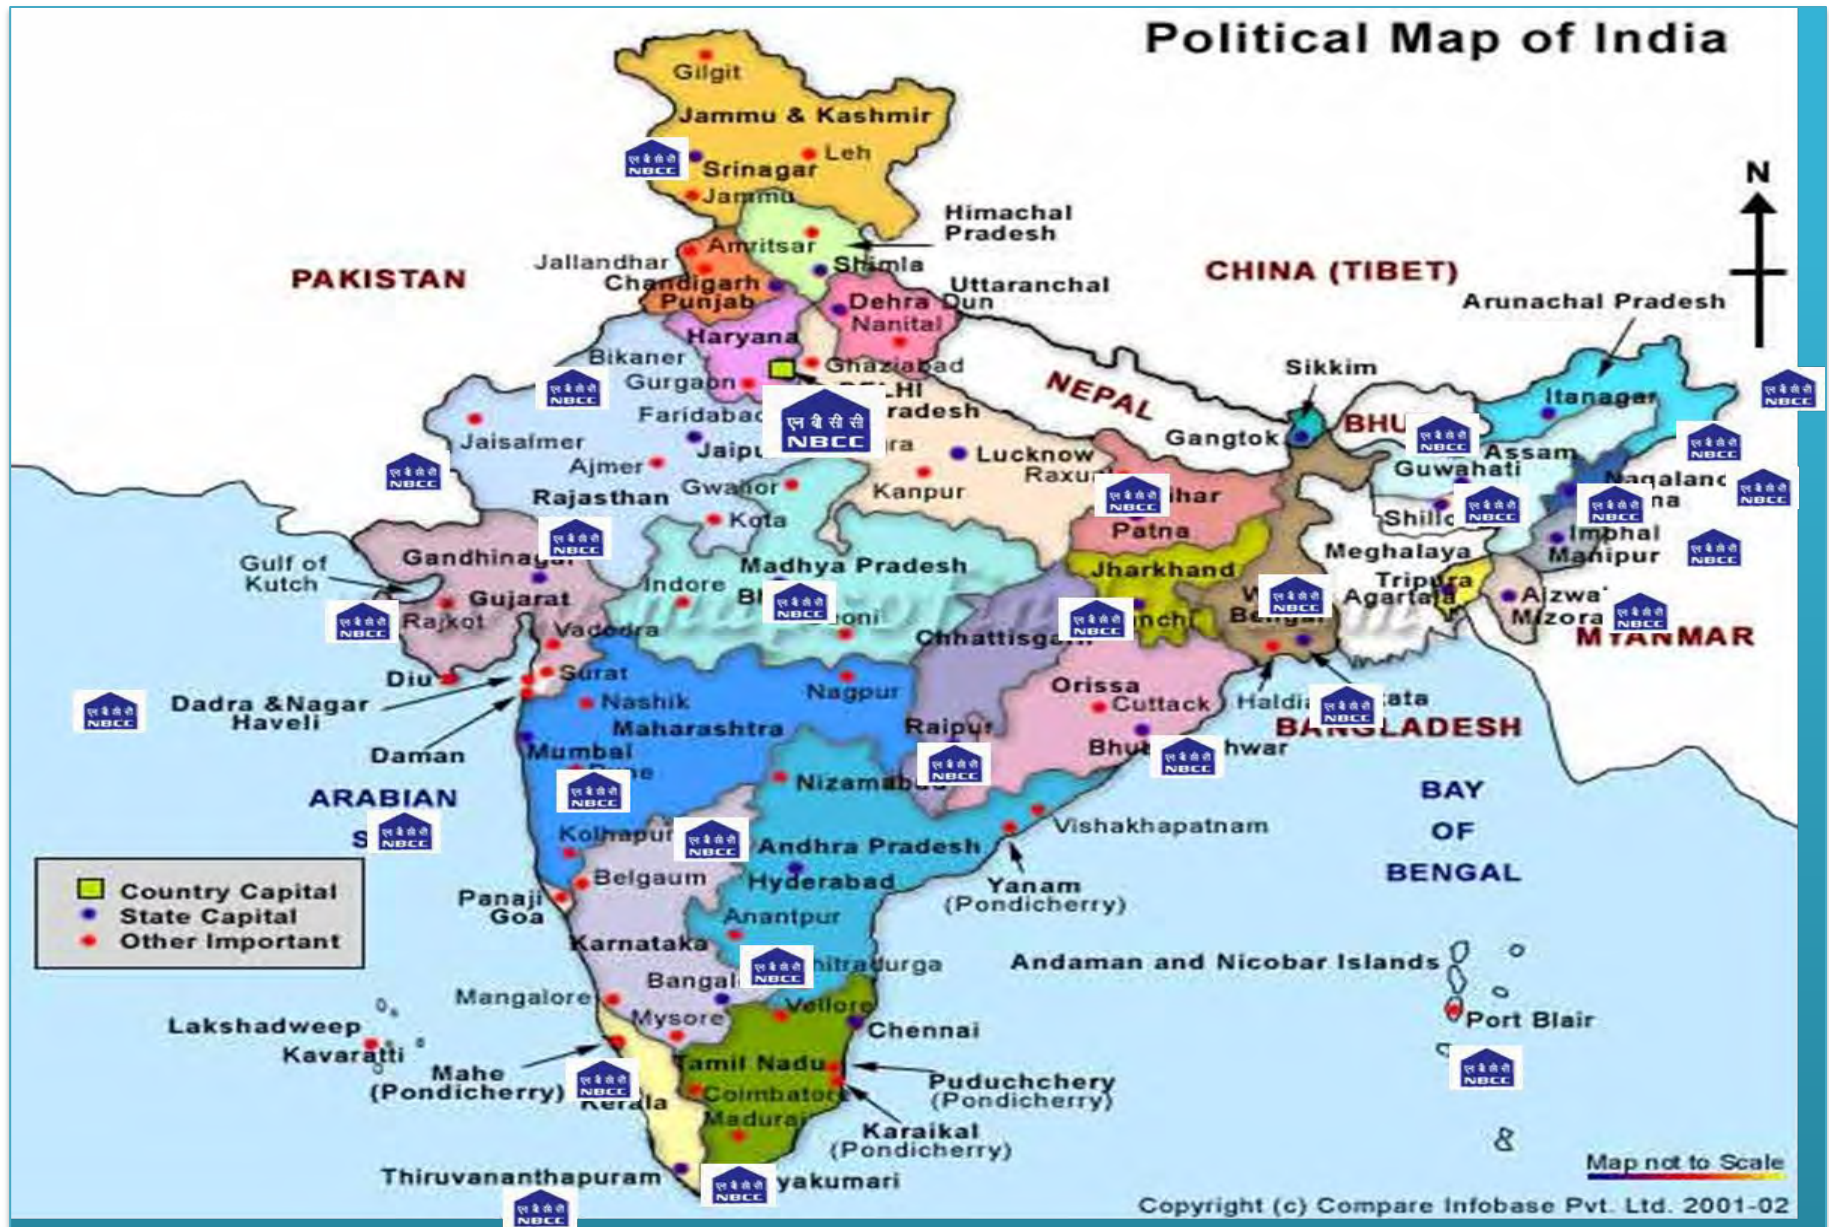 Political Map of India
Gilgit
Jammu & Kashmir
Leh
Srinagar
Jammu
N
Himachal
Pradesh
Amritsar
Jallandhar
Shimla
Chandigarh
Punjab
PAKISTAN
CHINA (TIBET)
Uttaranchal
Arunachal Pradesh
Dehra Dun
Nanital
Haryana
Bikaner
Ghaziabad
Gurgaon
Sikkim
NEPAL
Itanagar
Jaisalmer
Ajmer
Lucknow
Gangtok
Assam
Guwahati
Rajasthan
Gwalior
Kanpur
Kota
Patna
Imphal
Manipur
Meghalaya
Gulf of
Kutch
Madhya Pradesh
Jharkhand
Tripura
Agartala
Indore
Gujarat
Rajkot
Vadodra
Bengal
MYANMAR
Diu
Surat
Nagpur
Orissa
Cuttack
Dadra &Nagar
Haveli
Nashik
Maharashtra
Raipur
BANGLADESH
Daman
Mumbai
ARABIAN
Vishakhapatnam
BAY
OF
BENGAL
Kolhapur
Andhra Pradesh
Hyderabad
Belgaum
Panaji
Goa
Yanam
(Pondicherry)
Anantpur
Karnataka
Country Capital
State Capital
Other Important
Andaman and Nicobar Islands
Mangalore
Vellore
Mysore
Chennai
Port Blair
Lakshadweep
Kavaratti
Mahe
(Pondicherry)
Tamil Nadu
Puduchchery
(Pondicherry)
Coimbatore
Kerala
Madurai
Karaikal
(Pondicherry)
Thiruvananthapuram
yakumari
Map not to Scale
Copyright (c) Compare Infobase Pvt. Ltd. 2001-02
एन बी सी सी
NBCC